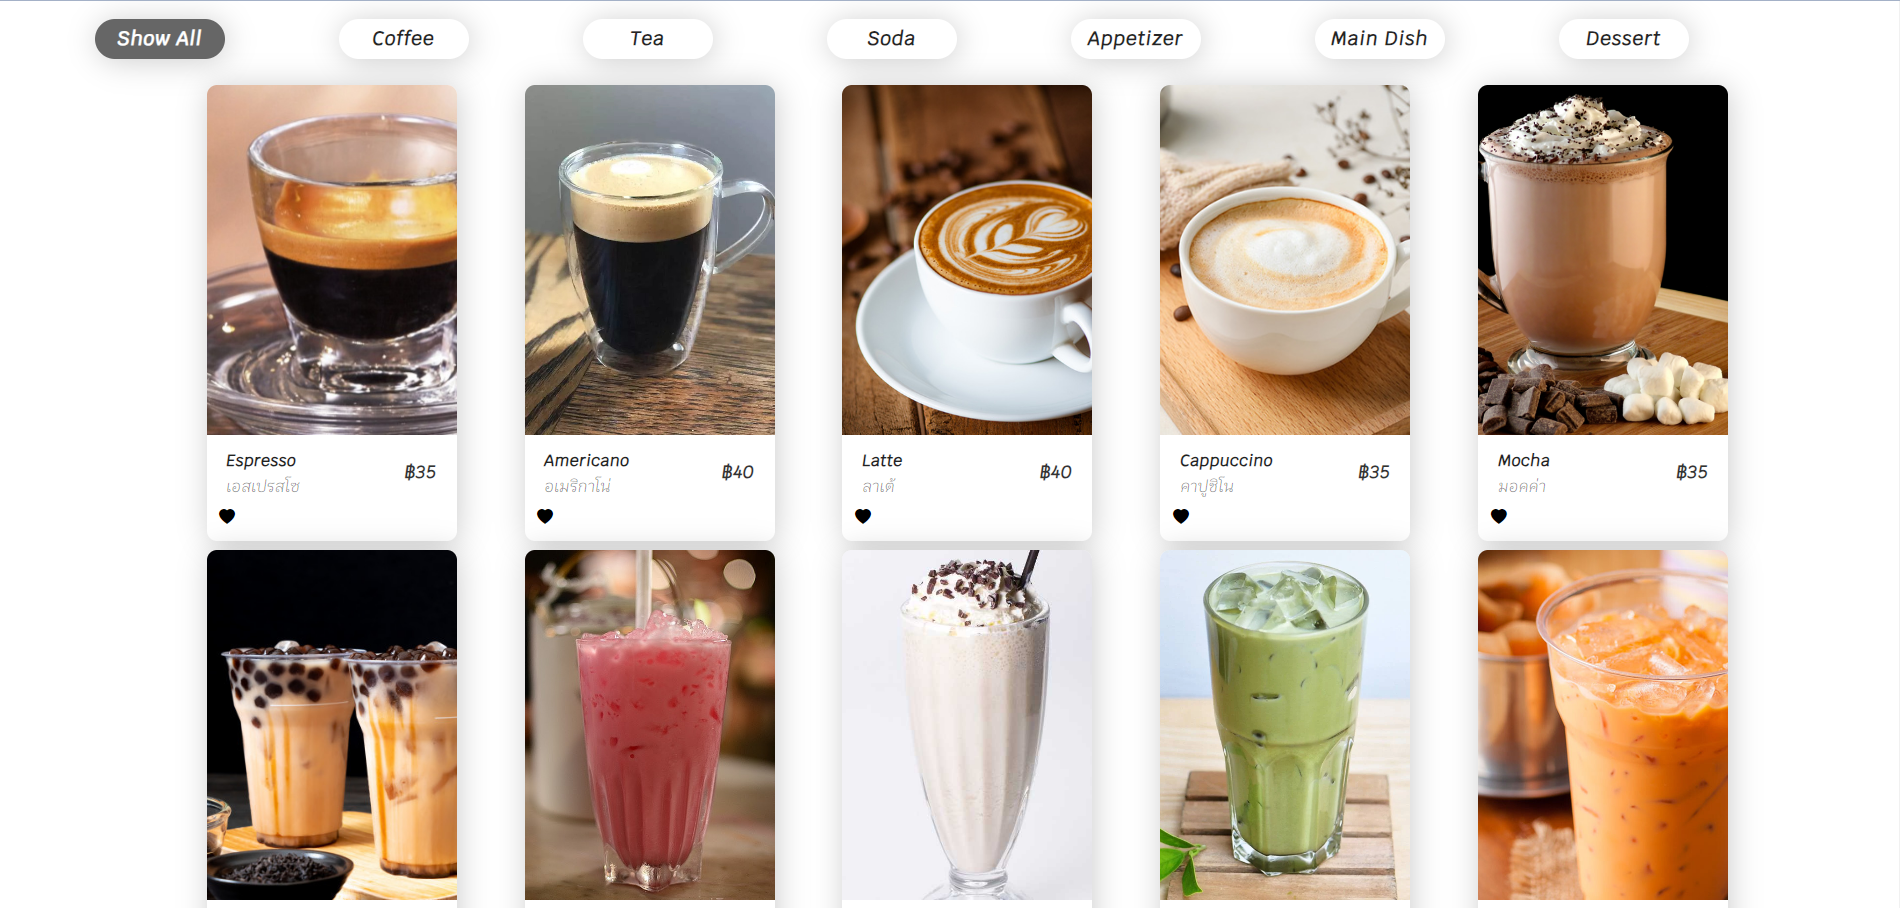 Show All
Coffee
Tea
Soda
Appetizer
Main Dish
Dessert
Espresso
เอสเปรสโซ
฿35
Americano
อเมริกาโน่
฿40
Latte
ลาเต้
฿40
Cappuccino
คาปูชิโน
฿35
Mocha
มอคค่า
฿35